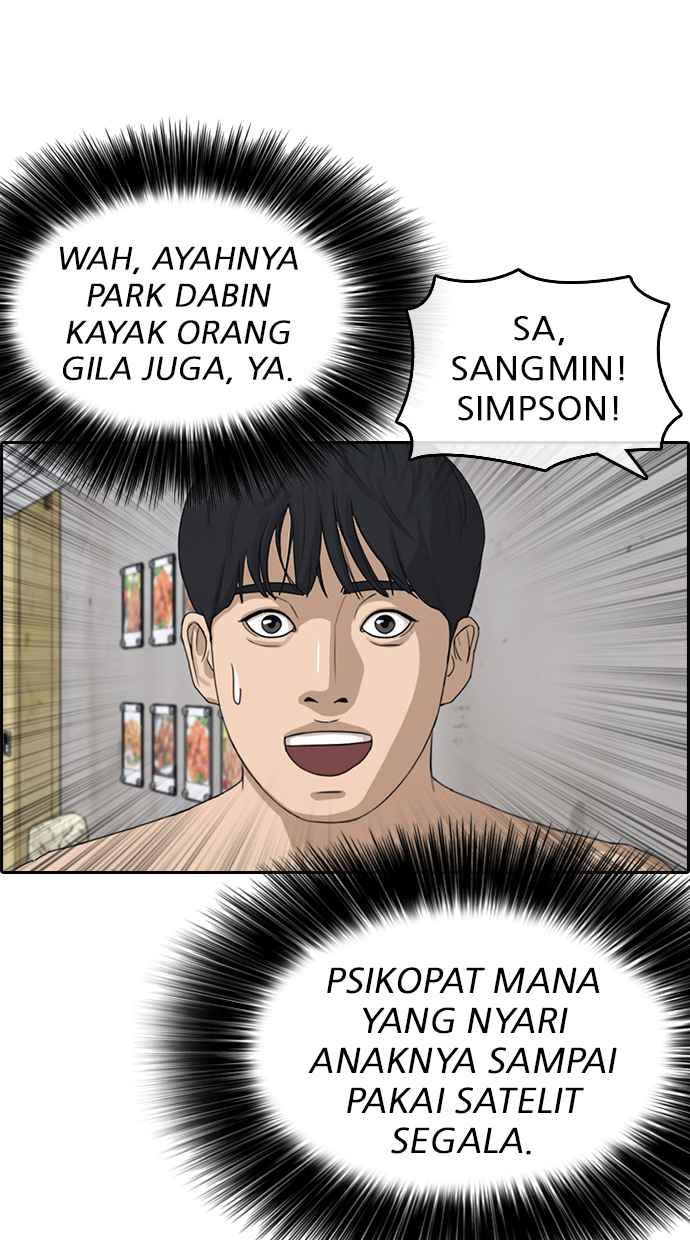 WAH, AYAHNYA
PARK DABIN
KAYAK ORANG
GILA JUGA, YA.
SA,
SANGMIN!
SIMPSON!
PSIKOPAT MANA
YANG NYARI
ANAKNYA SAMPAI
PAKAI SATELIT
SEGALA.